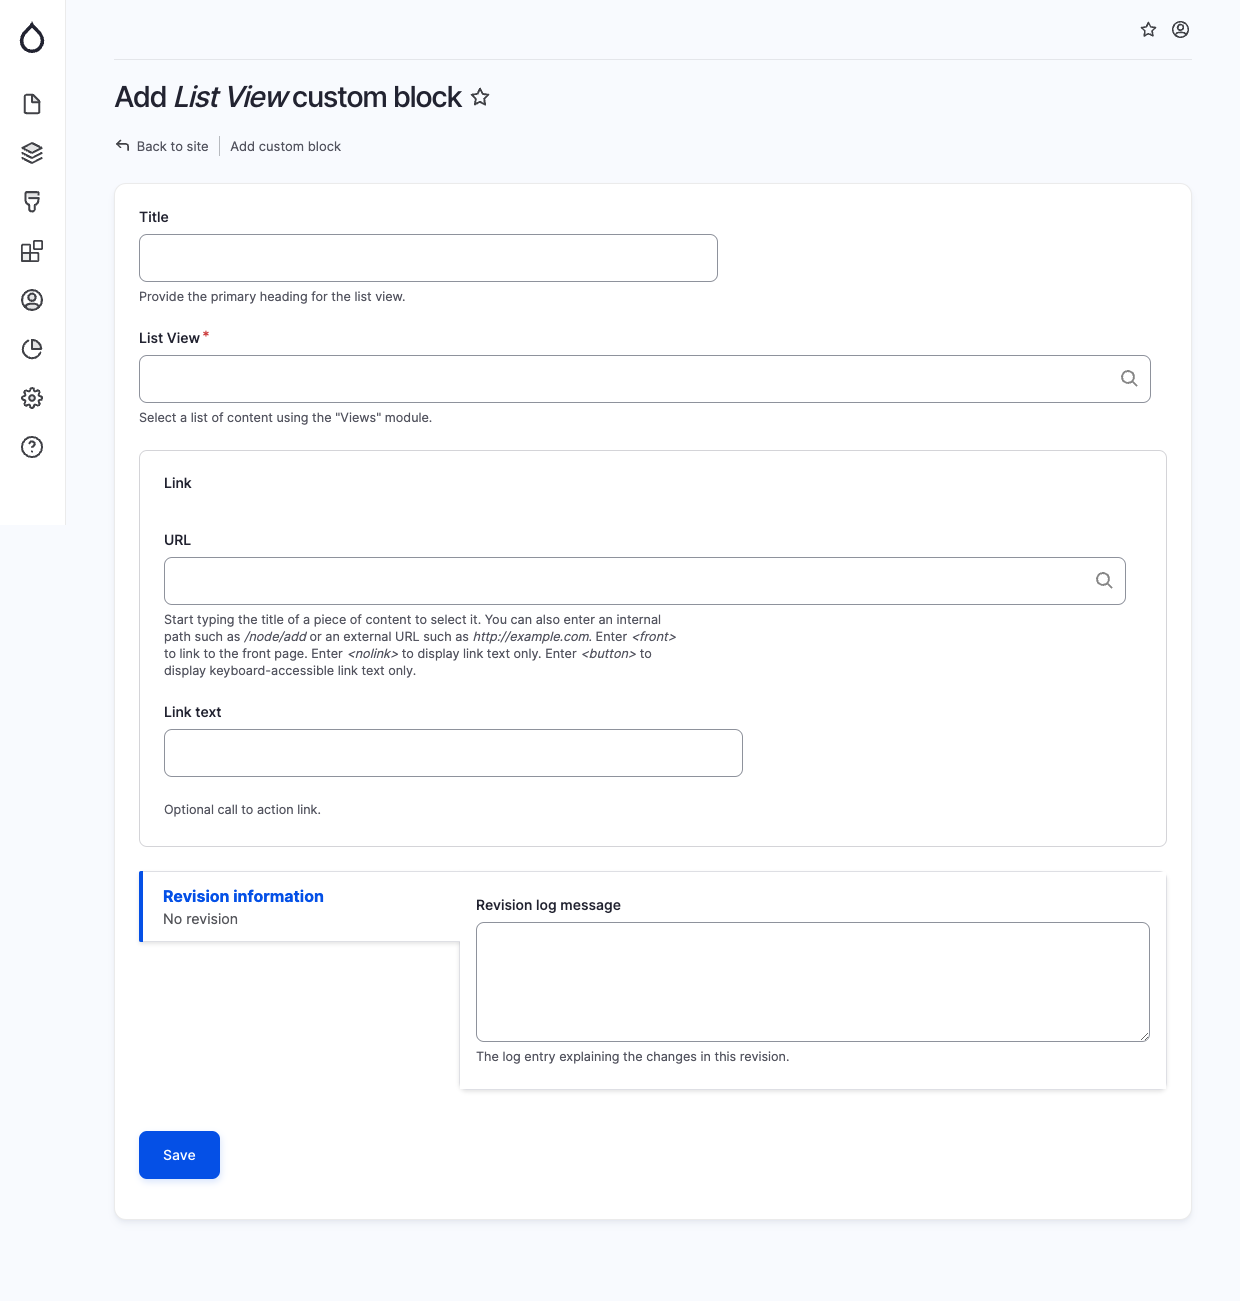 Add List View custom block
Back to site
Add custom block
Title
Provide the primary heading for the list view.
List View*
Select a list of content using the "Views" module.
Link
URL
Start typing the title of a piece of content to select it. You can also enter an internal
path such as /node/add or an external URL such as http://example.com. Enter <front>
to link to the front page. Enter <nolink> to display link text only. Enter <button> to
display keyboard-accessible link text only.
Link text
Optional call to action link.
Revision information
No revision
Revision log message
The log entry explaining the changes in this revision.
Save